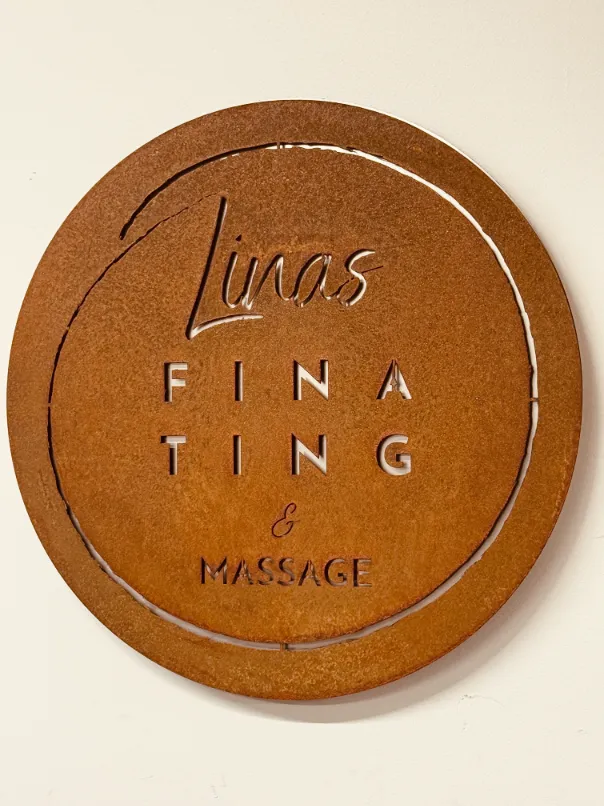 Linas
FINA
TING
&
MASSAGE